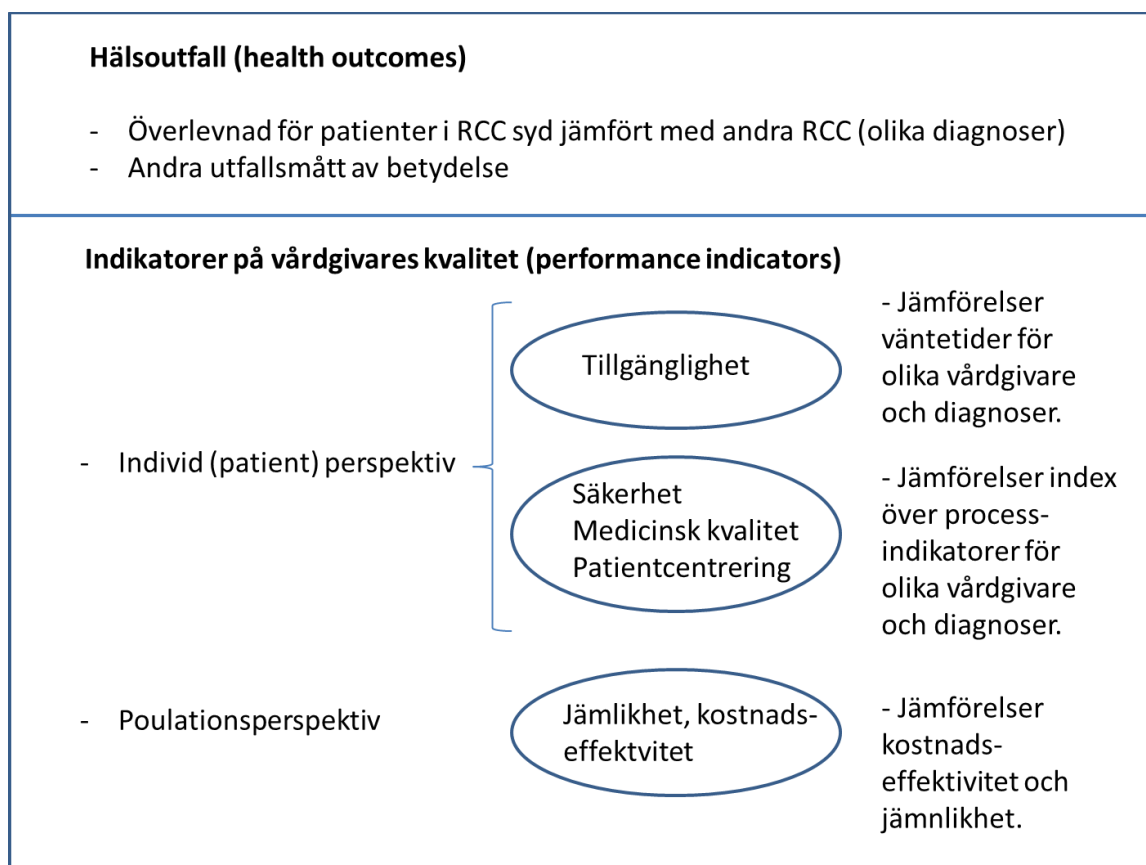 Hälsoutfall (health outcomes)
- Överlevnad för patienter i RCC syd jämfört med andra RCC (olika diagnoser)
- Andra utfallsmått av betydelse
Indikatorer på vårdgivares kvalitet (performance indicators)
- Individ (patient) perspektiv
Tillgänglighet
- Jämförelser
väntetider för
olika vårdgivare
och diagnoser.
Säkerhet
Medicinsk kvalitet
Patientcentrering
- Jämförelser index
över process-
indikatorer för
olika vårdgivare
och diagnoser.
- Poulationsperspektiv
Jämlikhet, kostnads-
effektvitet
- Jämförelser
kostnads-
effektivitet och
jämnlikhet.